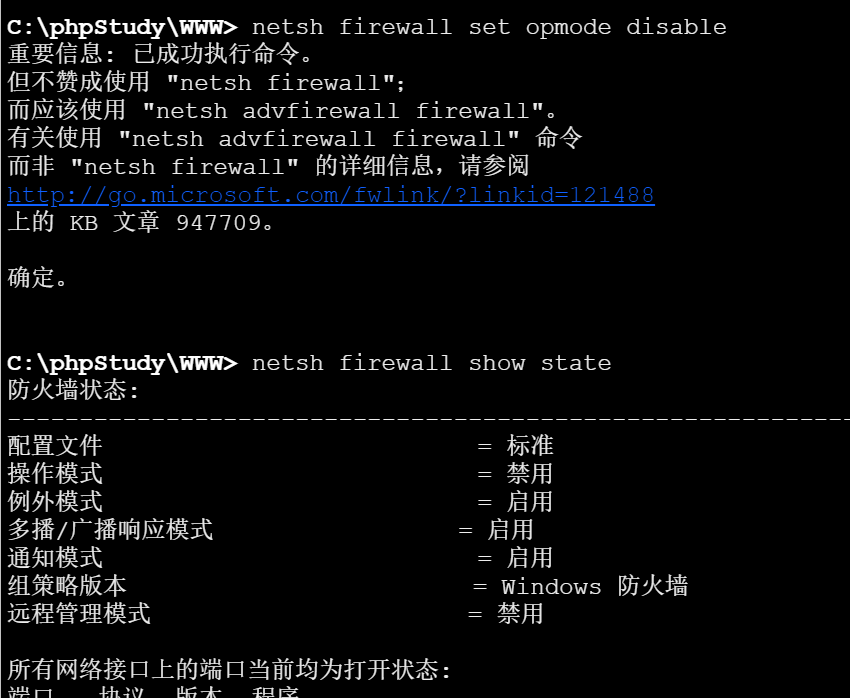 C:\phpStudy\WWW> netsh firewall set opmode disable
重要信息: 已成功执行命令。
但不赞成使用 "netsh firewall";
而应该使用 "netsh advfirewall firewall"。
有关使用 "netsh advfirewall firewall" 命令
而非 "netsh firewall" 的详细信息，请参阅
http://go.microsoft.com/fwlink/?linkid=121488
上的 KB 文章 947709。
确定。
C:\phpStudy\WWW> netsh firewall show state
防火墙状态:
-------------------------------------------------------------------
配置文件 = 标准
操作模式 = 禁用
例外模式 = 启用
多播/广播响应模式 = 启用
通知模式 = 启用
组策略版本 = Windows 防火墙
远程管理模式 = 禁用
所有网络接口上的端口当前均为打开状态:
端口 协议 版本 程序